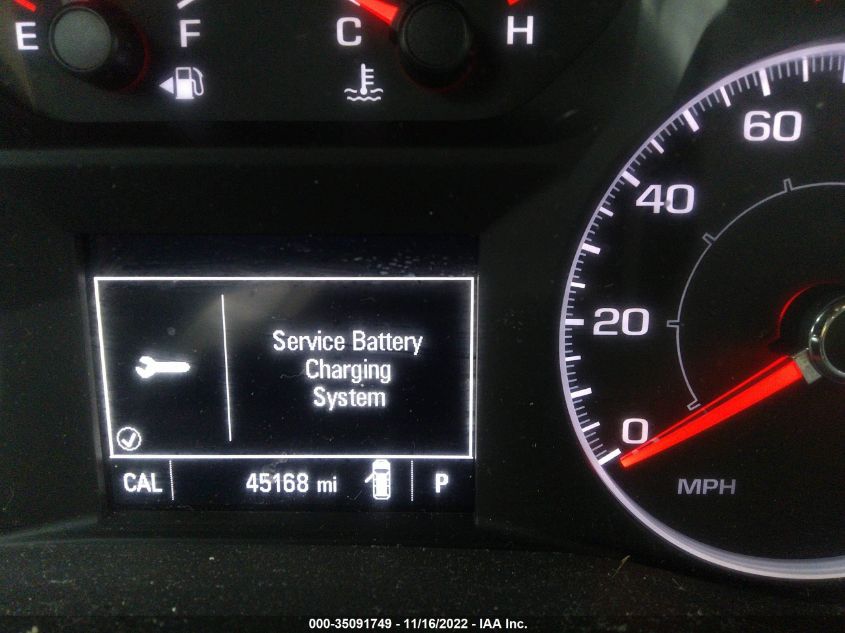 E F C H
60
40
20
0
MPH
Service Battery
Charging
System
CAL 45168 mi P
000-35091749 - 11/16/2022 - IAA Inc.